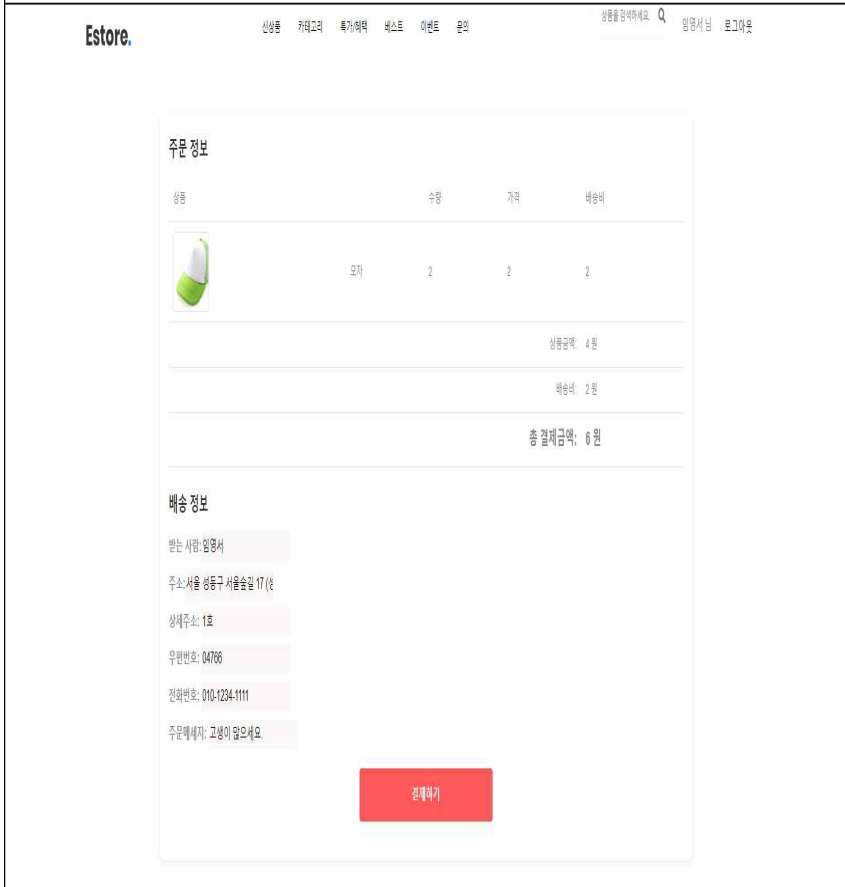 Estore.
신상품 카테고리 특가/혜택 베스트 이벤트 문의
상품을 검색하세요.
임영서 님 로그아웃
주문 정보
상품 수량 가격 배송비
모자 2 2 2
상품금액: 4 원
배송비: 2 원
총 결제금액: 6 원
배송 정보
받는 사람: 임영서
주소: 서울 성동구 서울숲길 17 (성
상세주소: 1호
우편번호: 04766
전화번호: 010-1234-1111
주문메세지: 고생이 많으세요.
결제하기